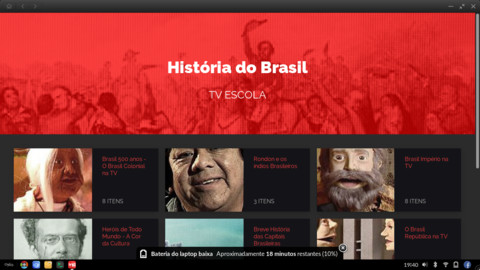 História do Brasil
TV ESCOLA
Brasil 500 anos -
O Brasil Colonial
na TV
8 ITENS
Rondon e os
índios Brasileiros
3 ITENS
Brasil Império na
TV
8 ITENS
Heróis de Todo
Mundo - A Cor
da Cultura
Breve História
das Capitais
Brasileiras
O Brasil
República na TV
Bateria do laptop baixa Aproximadamente 18 minutos restantes (10%)
19:40